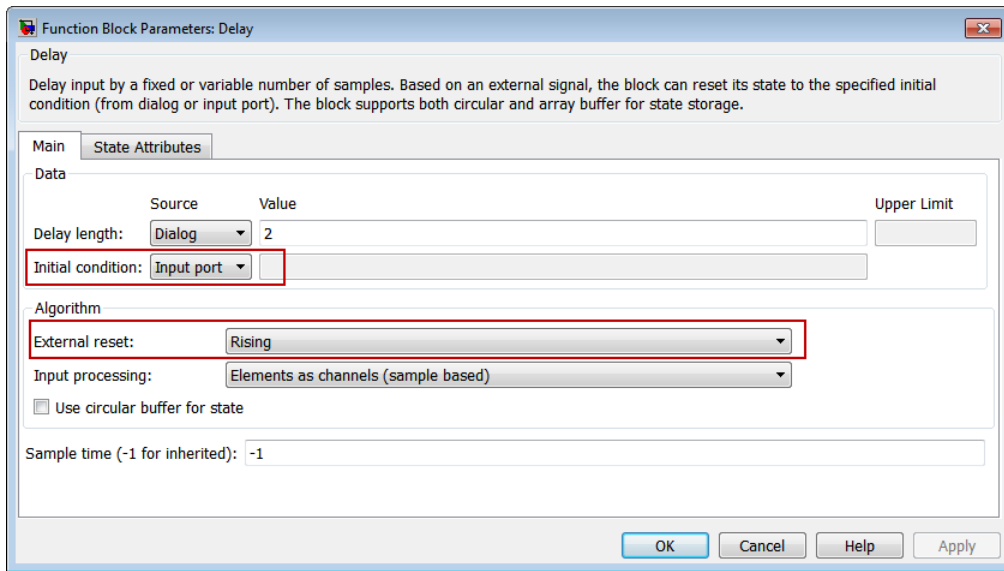 Function Block Parameters: Delay
Delay
Delay input by a fixed or variable number of samples. Based on an external signal, the block can reset its state to the specified initial
condition (from dialog or input port). The block supports both circular and array buffer for state storage.
Main State Attributes
Data
Source Value Upper Limit
Delay length: Dialog 2
Initial condition: Input port
Algorithm
External reset: Rising
Input processing: Elements as channels (sample based)
Use circular buffer for state
Sample time (-1 for inherited): -1
OK Cancel Help Apply